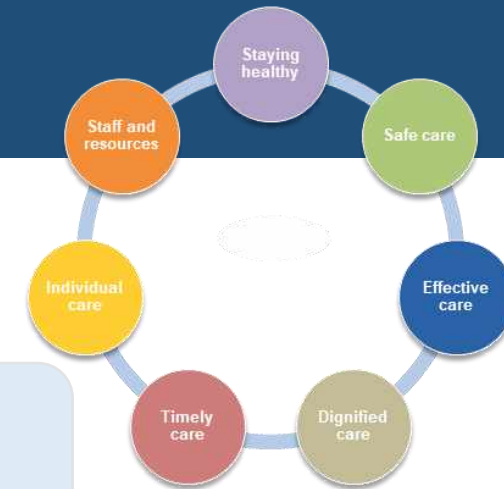 Staying
healthy
Safe care
Effective
care
Dignified
care
Timely
care
Individual
care
Staff and
resources